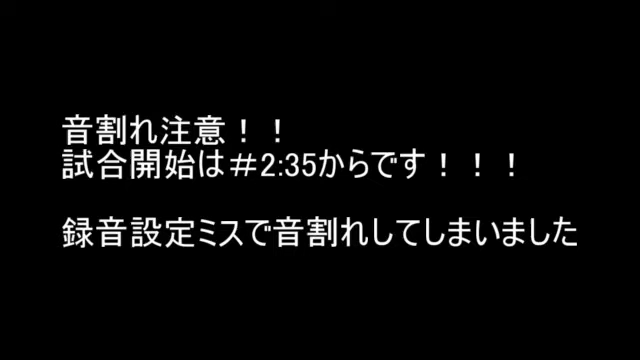 音割れ注意！！
試合開始は＃2:35からです！！！
録音設定ミスで音割れしてしまいました